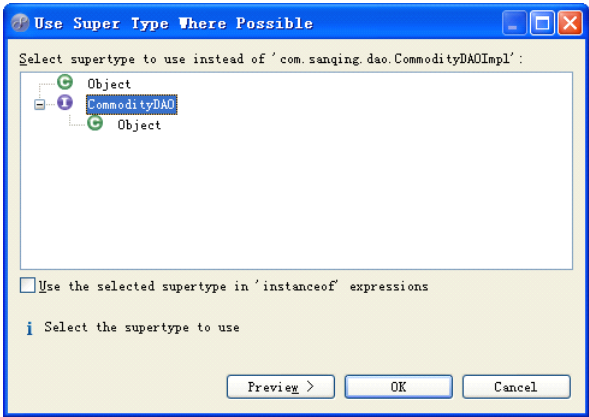 Use Super Type Where Possible
Select supertype to use instead of 'com.sanqing.dao.CommodityDAOImpl':
C Object
I CommodityDAO
C Object
Use the selected supertype in 'instanceof' expressions
i Select the supertype to use
Preview > OK Cancel